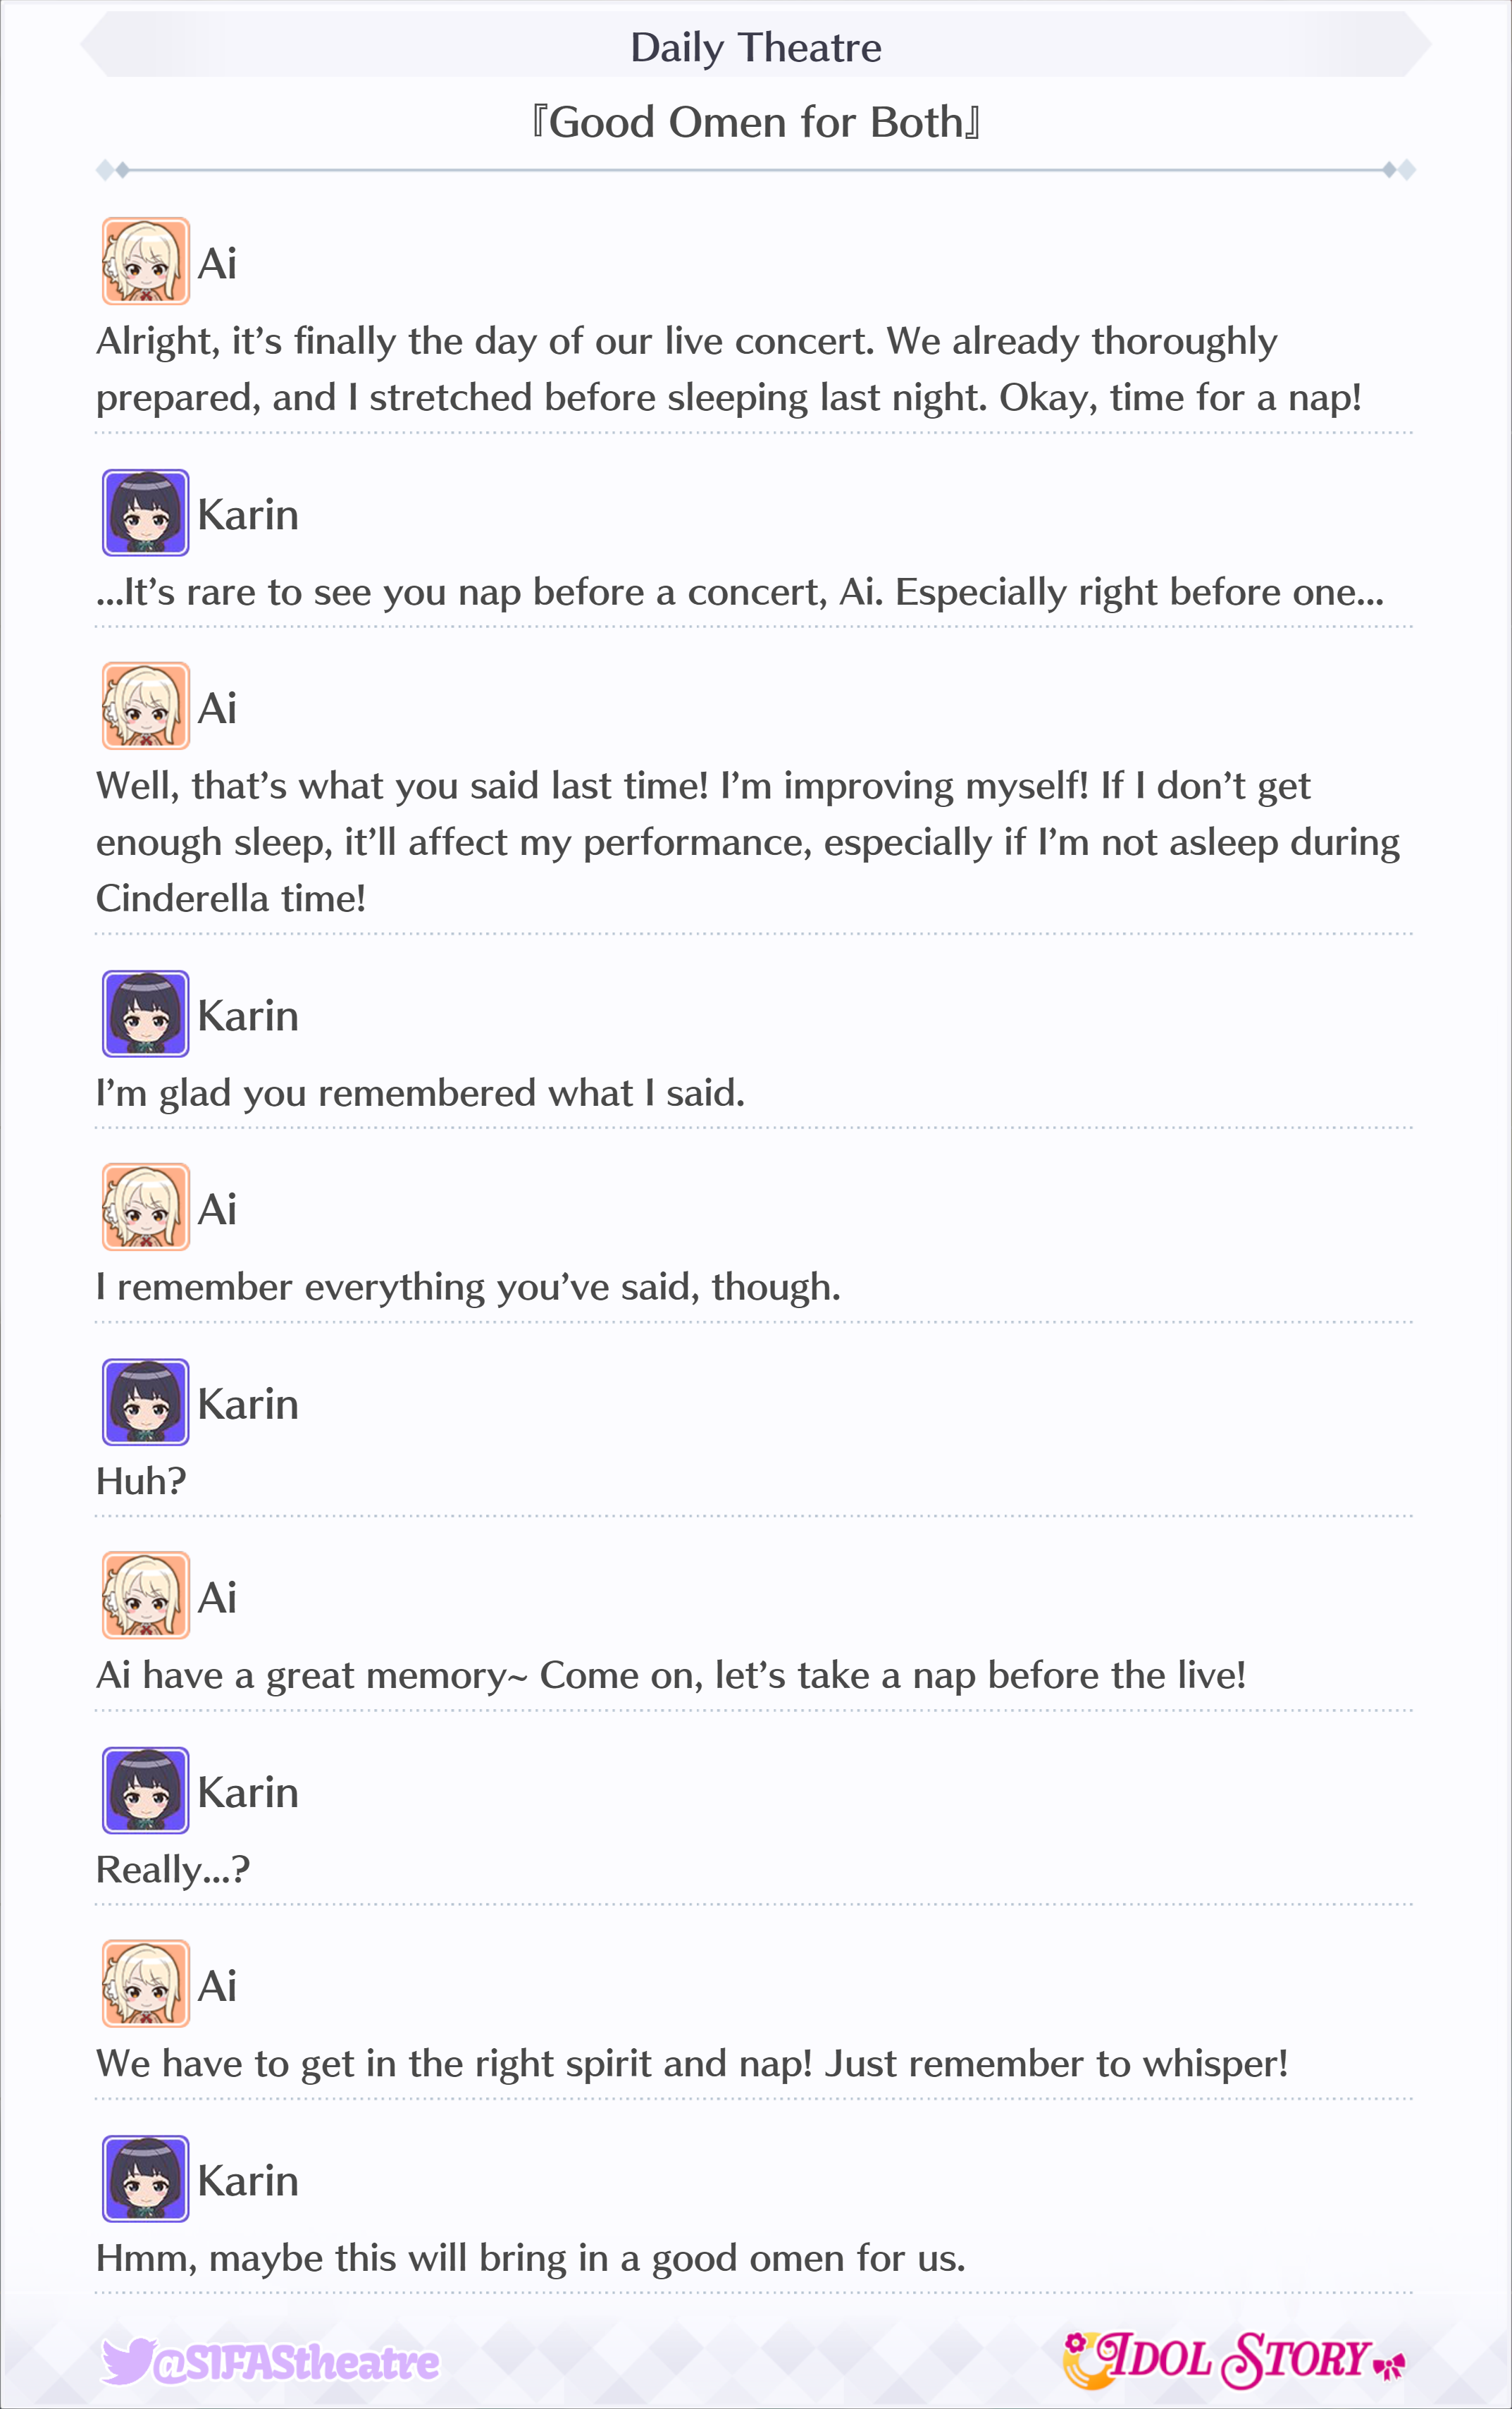 Daily Theatre
『Good Omen for Both』
Ai
Alright, it's finally the day of our live concert. We already thoroughly
prepared, and I stretched before sleeping last night. Okay, time for a nap!
Karin
...It's rare to see you nap before a concert, Ai. Especially right before one...
Ai
Well, that's what you said last time! I'm improving myself! If I don't get
enough sleep, it'll affect my performance, especially if I'm not asleep during
Cinderella time!
Karin
I'm glad you remembered what I said.
Ai
I remember everything you've said, though.
Karin
Huh?
Ai
Ai have a great memory~ Come on, let's take a nap before the live!
Karin
Really...?
Ai
We have to get in the right spirit and nap! Just remember to whisper!
Karin
Hmm, maybe this will bring in a good omen for us.
@SIFAStheatre
IDOL STORY